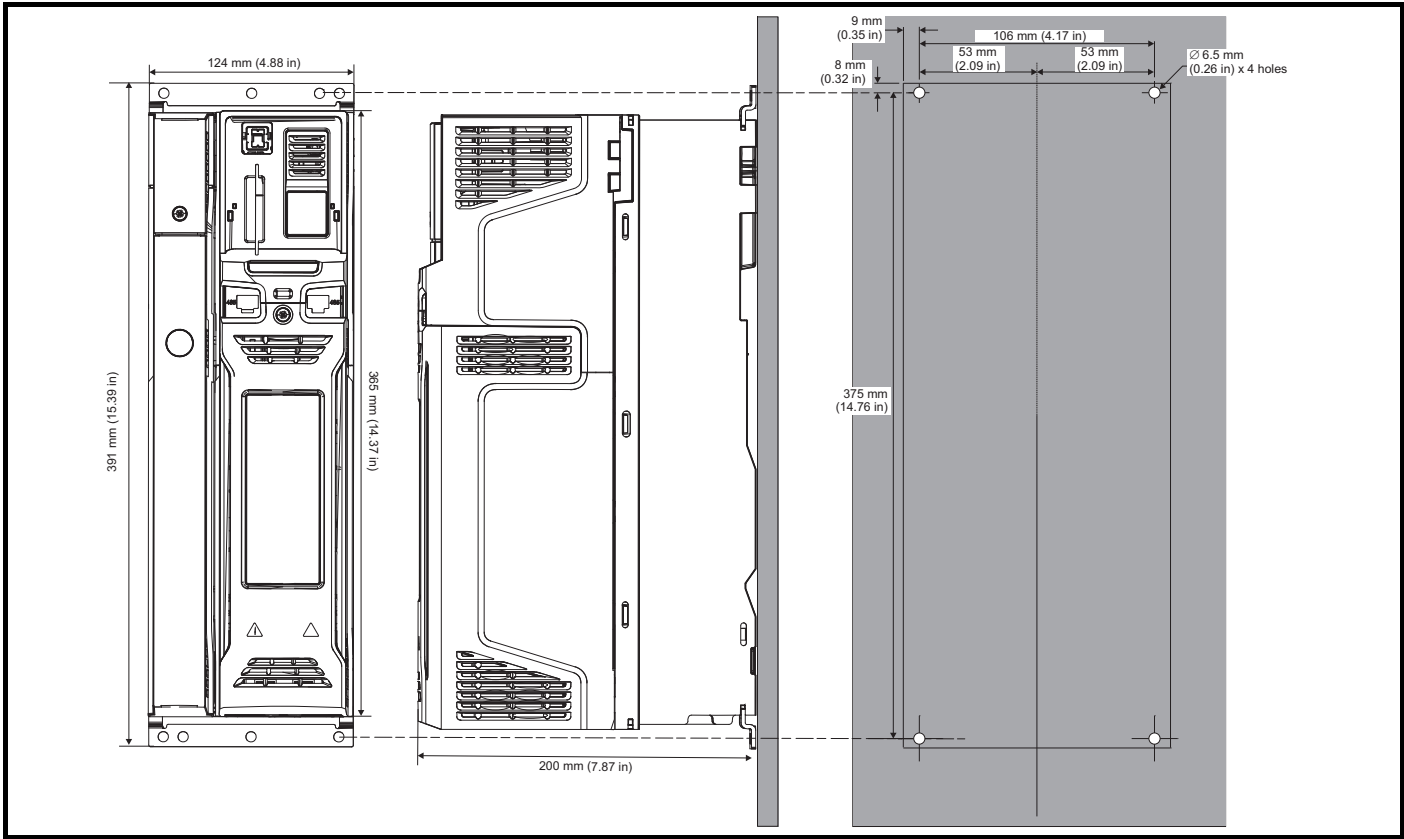 124 mm (4.88 in)
391 mm (15.39 in)
365 mm (14.37 in)
200 mm (7.87 in)
9 mm
(0.35 in)
106 mm (4.17 in)
53 mm
(2.09 in)
53 mm
(2.09 in)
8 mm
(0.32 in)
∅ 6.5 mm
(0.26 in) x 4 holes
375 mm
(14.76 in)